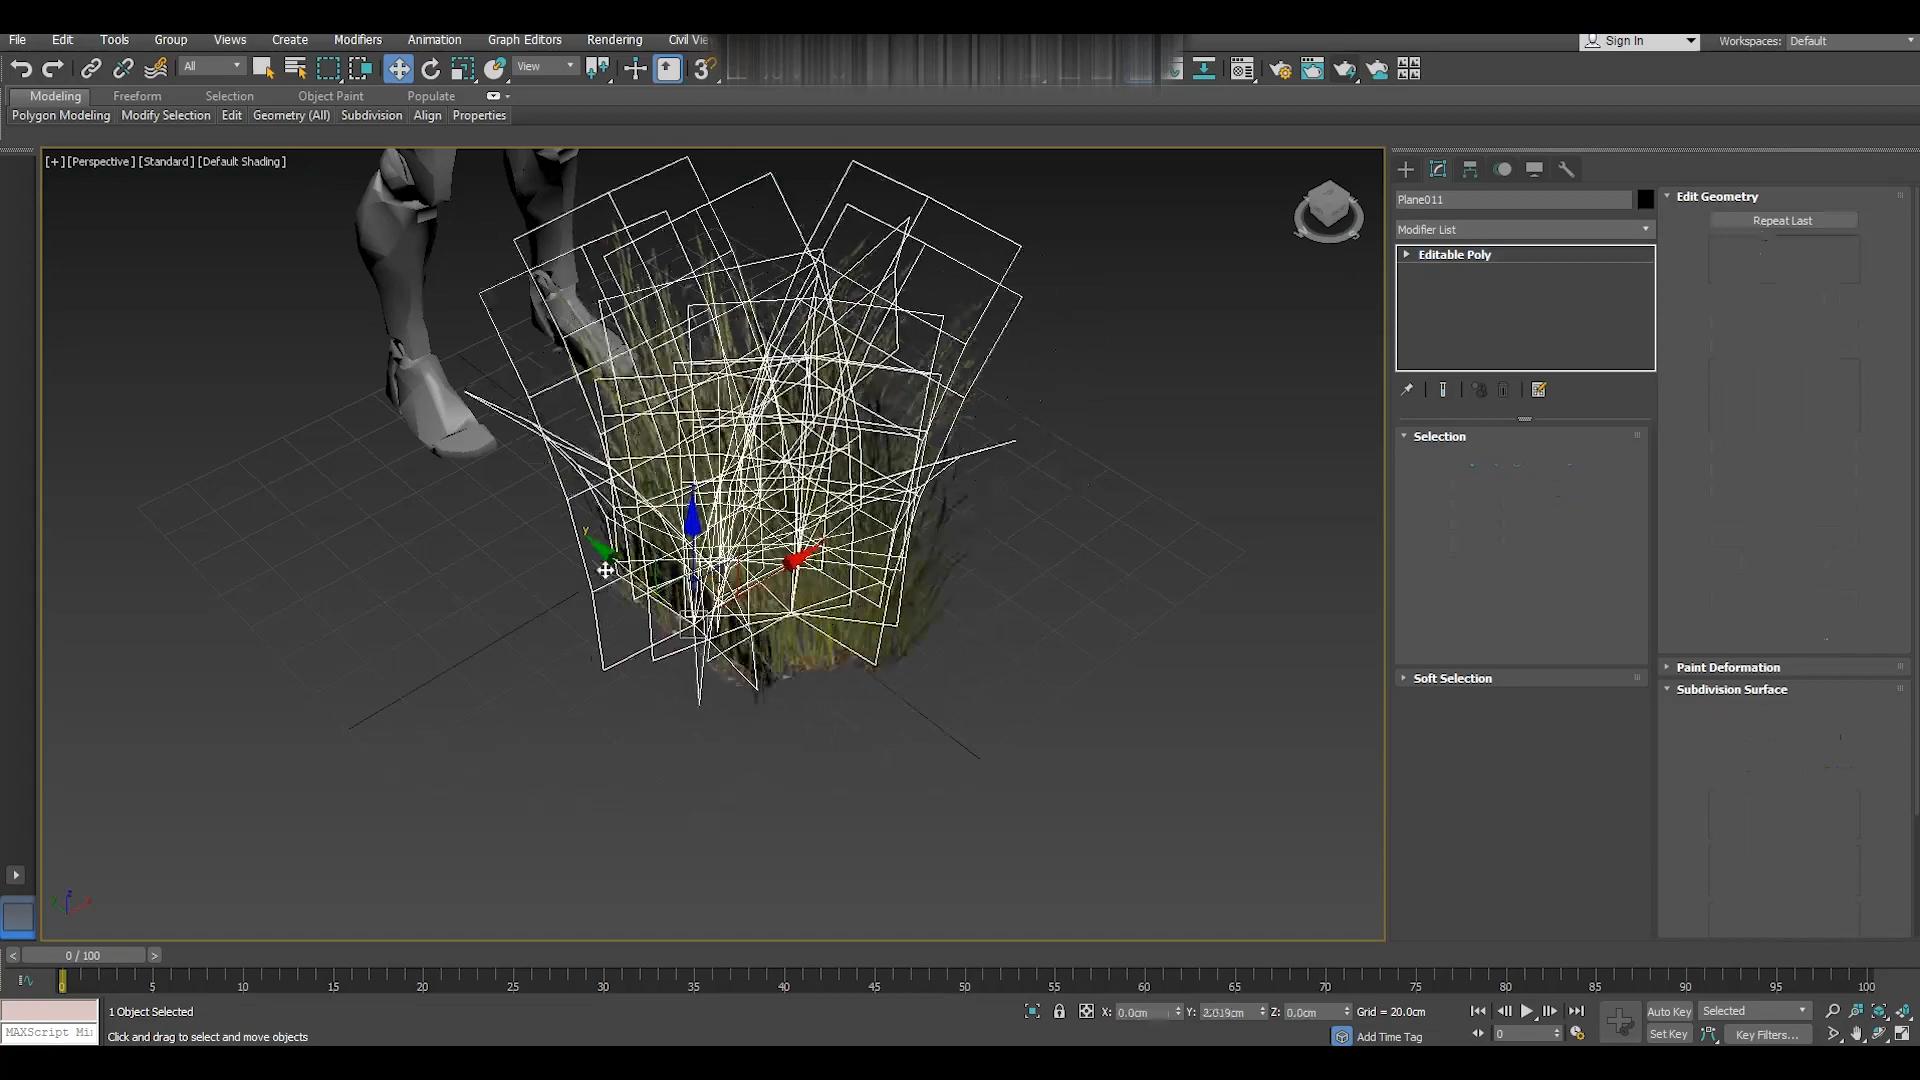 File Edit Tools Group Views Create Modifiers Animation Graph Editors Rendering Civil Vie Sign In Workspaces: Default
All View
Modeling Freeform Selection Object Paint Populate
Polygon Modeling Modify Selection Edit Geometry (All) Subdivision Align Properties
[+] [Perspective] [Standard] [Default Shading]
Plane011
Modifier List
Editable Poly
Selection
Soft Selection
Edit Geometry
Repeat Last
Paint Deformation
Subdivision Surface
y
z
< 0 / 100 >
0 5 10 15 20 25 30 35 40 45 50 55 60 65 70 75 80 85 90 95 100
1 Object Selected X: 0.0cm Y: 2.019cm Z: 0.0cm Grid = 20.0cm Auto Key Selected
MAXScript Mi Click and drag to select and move objects Add Time Tag 0 Set Key Key Filters...